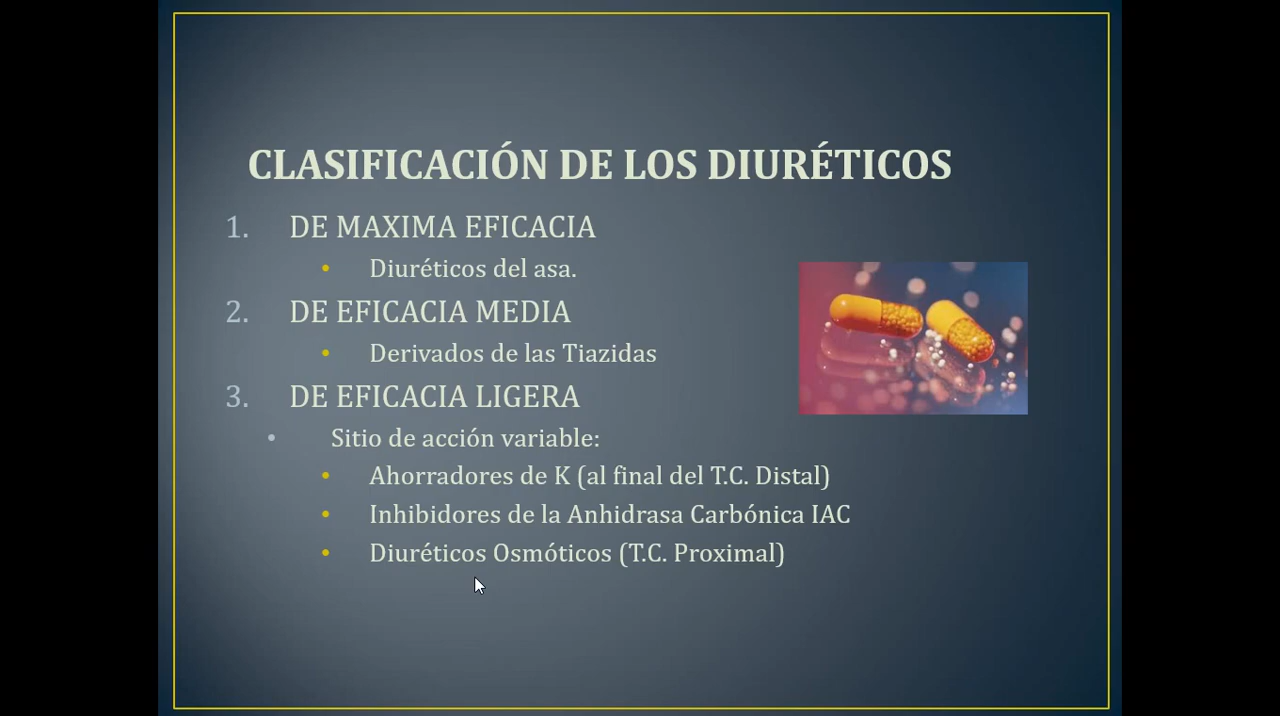 CLASIFICACIÓN DE LOS DIURÉTICOS
1. DE MAXIMA EFICACIA
• Diuréticos del asa.
2. DE EFICACIA MEDIA
• Derivados de las Tiazidas
3. DE EFICACIA LIGERA
• Sitio de acción variable:
• Ahorradores de K (al final del T.C. Distal)
• Inhibidores de la Anhidrasa Carbónica IAC
• Diuréticos Osmóticos (T.C. Proximal)